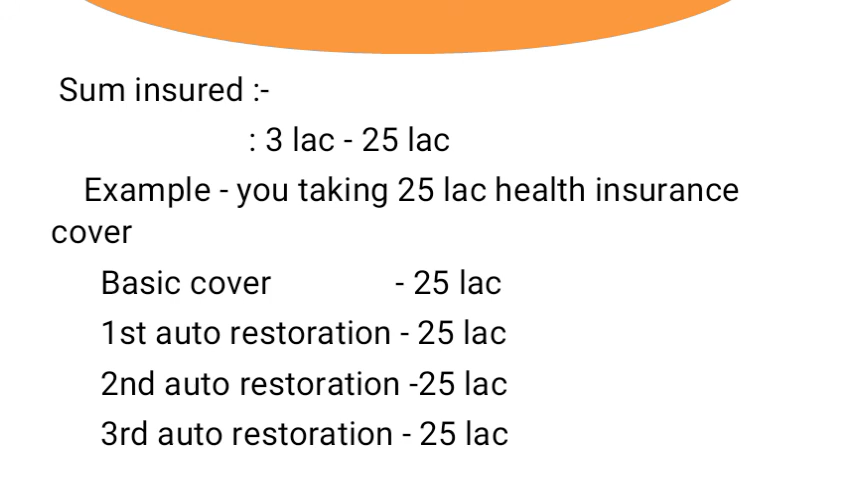 Sum insured :-
: 3 lac - 25 lac
Example - you taking 25 lac health insurance
cover
Basic cover - 25 lac
1st auto restoration - 25 lac
2nd auto restoration -25 lac
3rd auto restoration - 25 lac